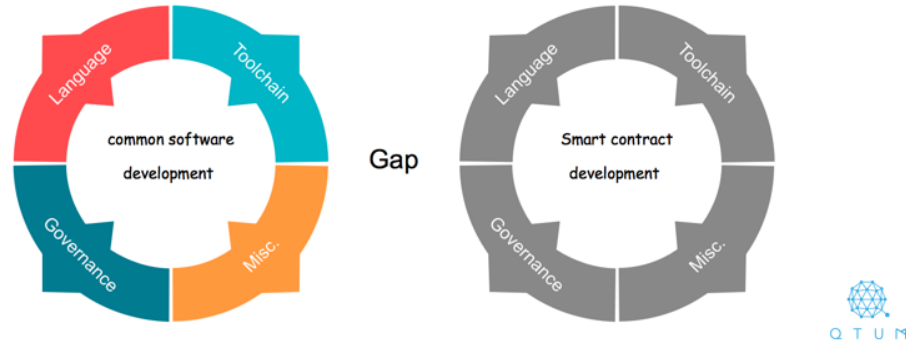 Language
Toolchain
common software
development
Governance
Misc.
Gap
Language
Toolchain
Smart contract
development
Governance
Misc.
QTUM